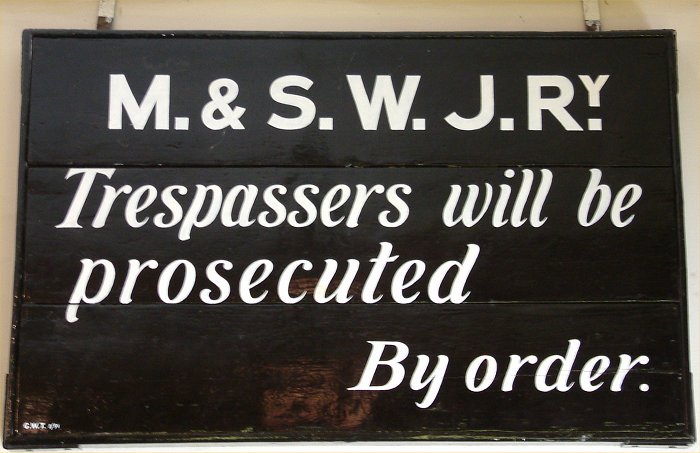 M. & S. W. J. RY.
Trespassers will be
prosecuted
By order.
G.W.T.